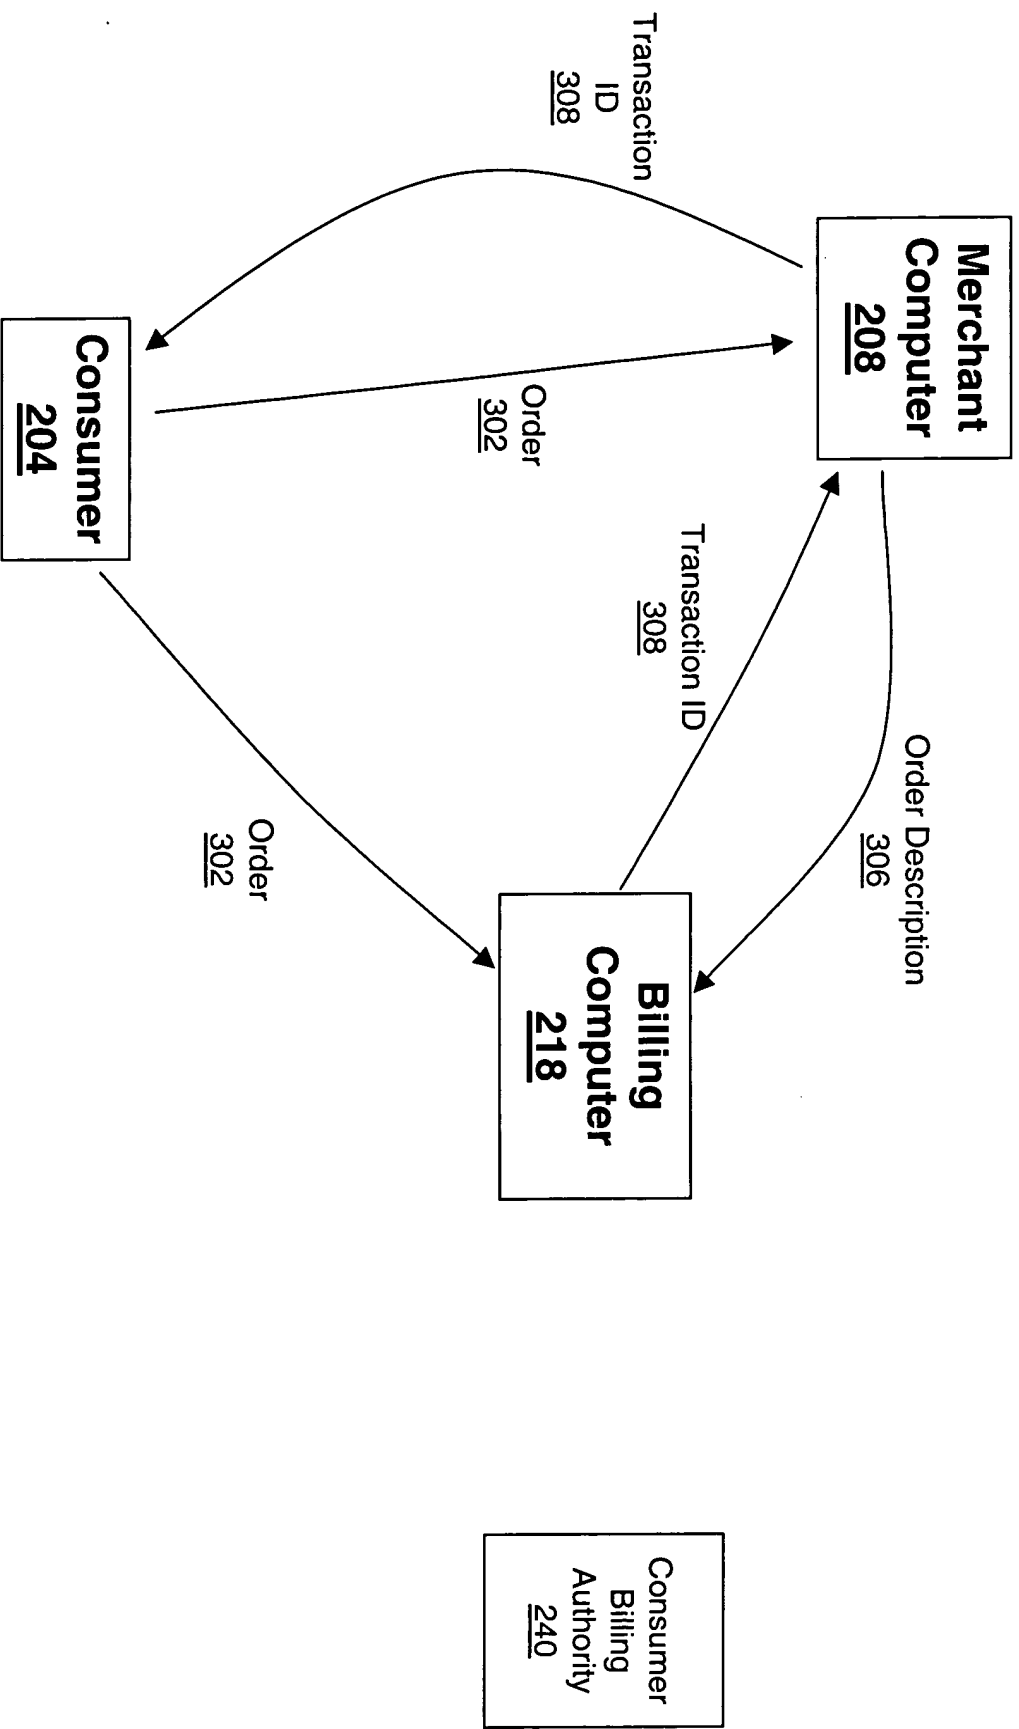 Merchant
Computer
208
Transaction
ID
308
Order
302
Transaction ID
308
Order Description
306
Billing
Computer
218
Consumer
204
Order
302
Consumer
Billing
Authority
240